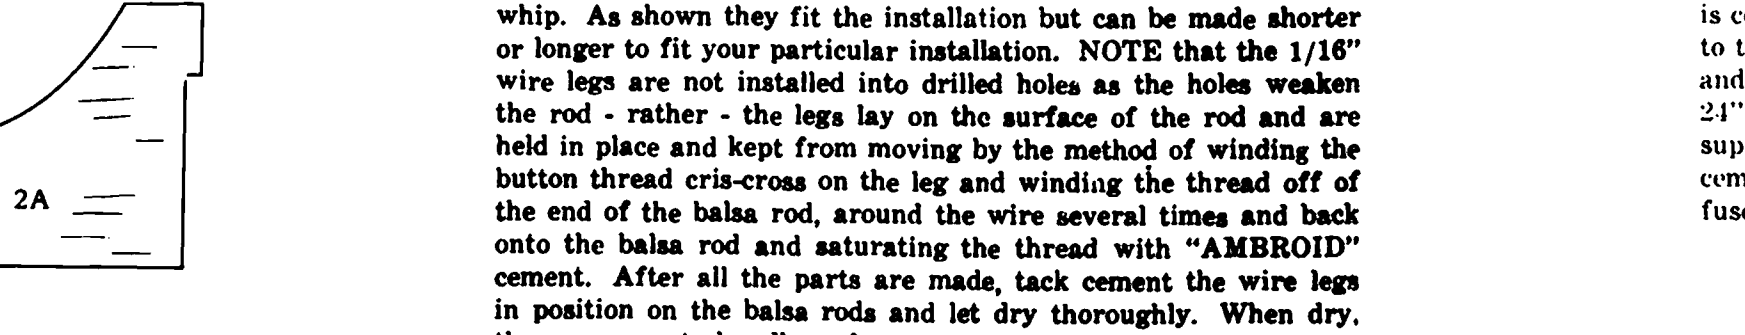 2A
whip. As shown they fit the installation but can be made shorter
or longer to fit your particular installation. NOTE that the 1/16"
wire legs are not installed into drilled holes as the holes weaken
the rod - rather - the legs lay on the surface of the rod and are
held in place and kept from moving by the method of winding the
button thread cris-cross on the leg and winding the thread off of
the end of the balsa rod, around the wire several times and back
onto the balsa rod and saturating the thread with "AMBROID"
cement. After all the parts are made, tack cement the wire legs
in position on the balsa rods and let dry thoroughly. When dry,
is
to
and
24"